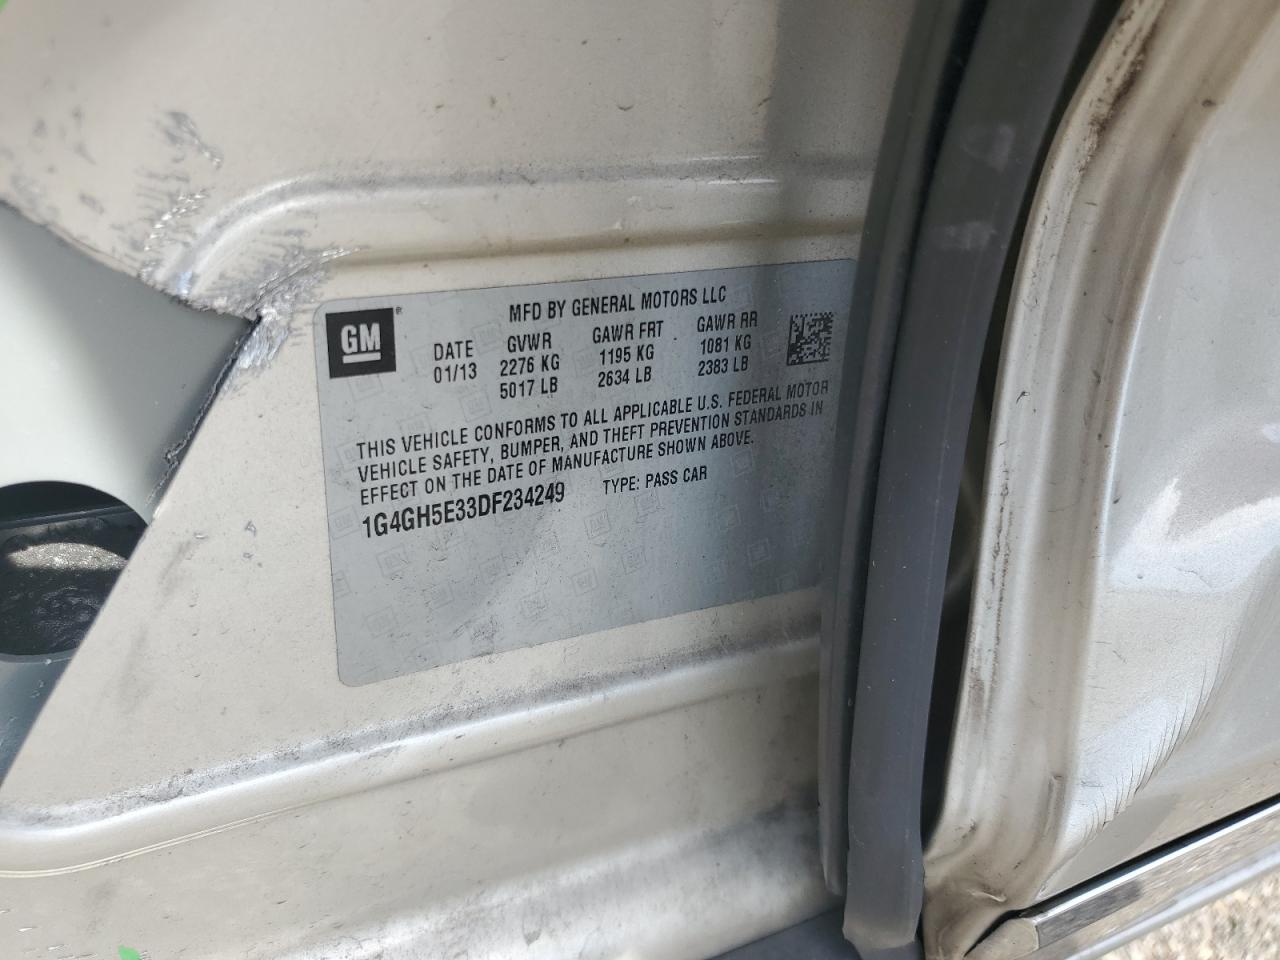 GM
MFD BY GENERAL MOTORS LLC
DATE GVWR GAWR FRT GAWR RR
01/13 2276 KG 1195 KG 1081 KG
5017 LB 2634 LB 2383 LB
THIS VEHICLE CONFORMS TO ALL APPLICABLE U.S. FEDERAL MOTOR
VEHICLE SAFETY, BUMPER, AND THEFT PREVENTION STANDARDS IN
EFFECT ON THE DATE OF MANUFACTURE SHOWN ABOVE.
1G4GH5E33DF234249 TYPE: PASS CAR